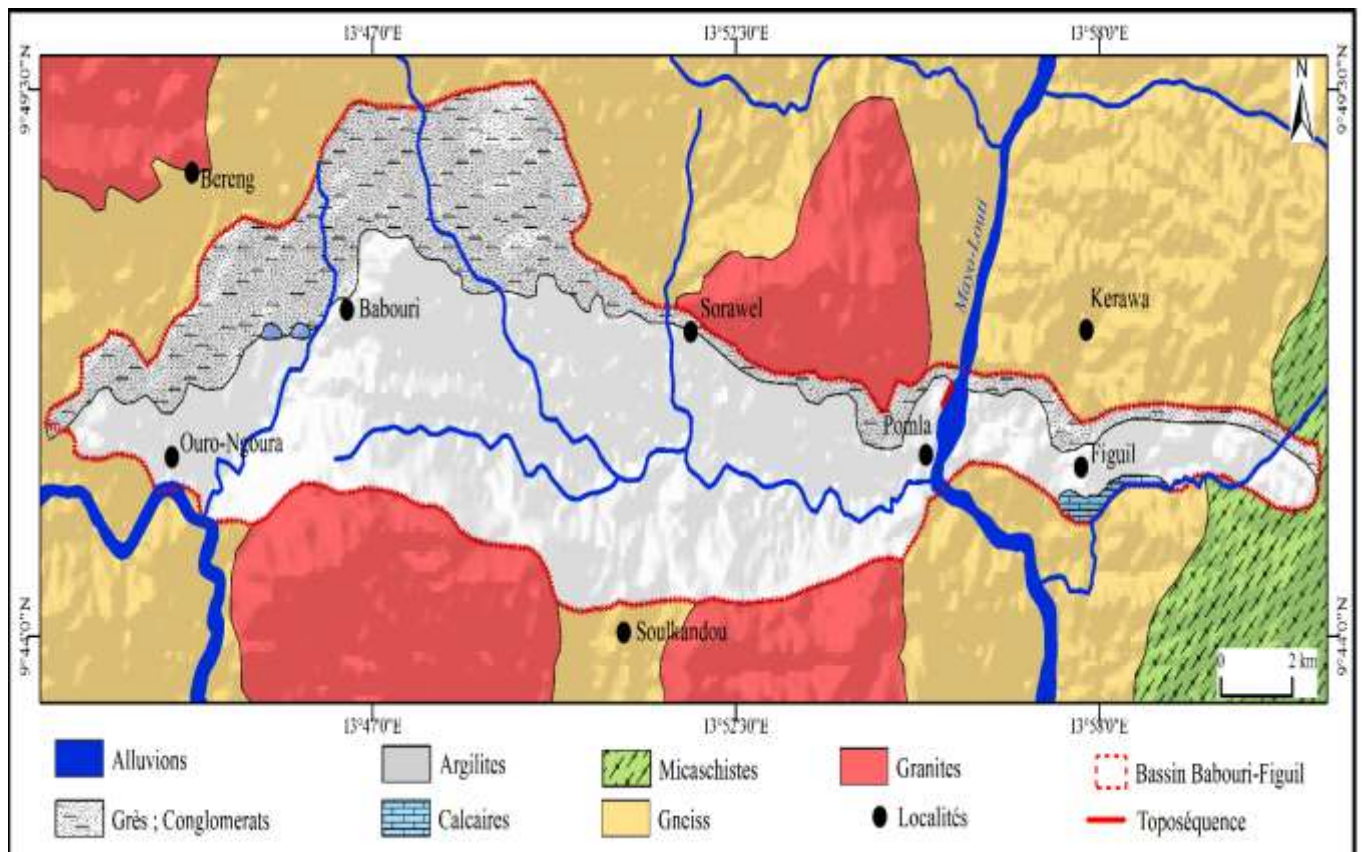 13°47'0"E 13°52'30"E 13°58'0"E
9°49'30"N 9°49'30"N
N
Bereng
Mayo-Louti
Babouri Sorawel Kerawa
Ouro-Ngoura Pomla Figuil
Soulkandou
9°44'0"N 9°44'0"N
0 2 km
13°47'0"E 13°52'30"E 13°58'0"E
Alluvions Argilites Micaschistes Granites Bassin Babouri-Figuil
Grès ; Conglomerats Calcaires Gneiss Localités Toposéquence